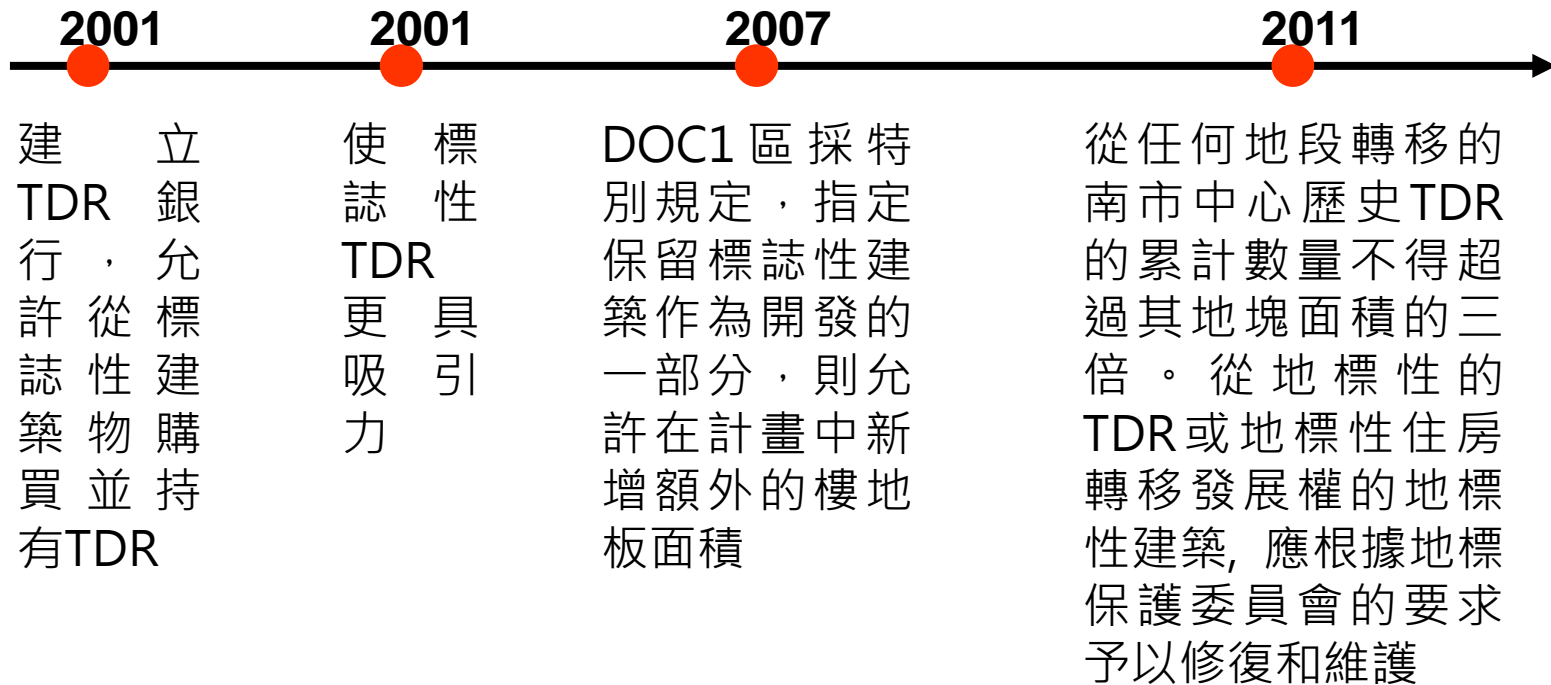 2001
建立
TDR 銀
行，允
許從標
誌性建
築物購
買並持
有TDR
2001
使標
誌性
TDR
更具
吸引
力
2007
DOC1區採特
別規定，指定
保留標誌性建
築作為開發的
一部分，則允
許在計畫中新
增額外的樓地
板面積
2011
從任何地段轉移的
南市中心歷史TDR
的累計數量不得超
過其地塊面積的三
倍。從地標性的
TDR或地標性住房
轉移發展權的地標
性建築, 應根據地標
保護委員會的要求
予以修復和維護